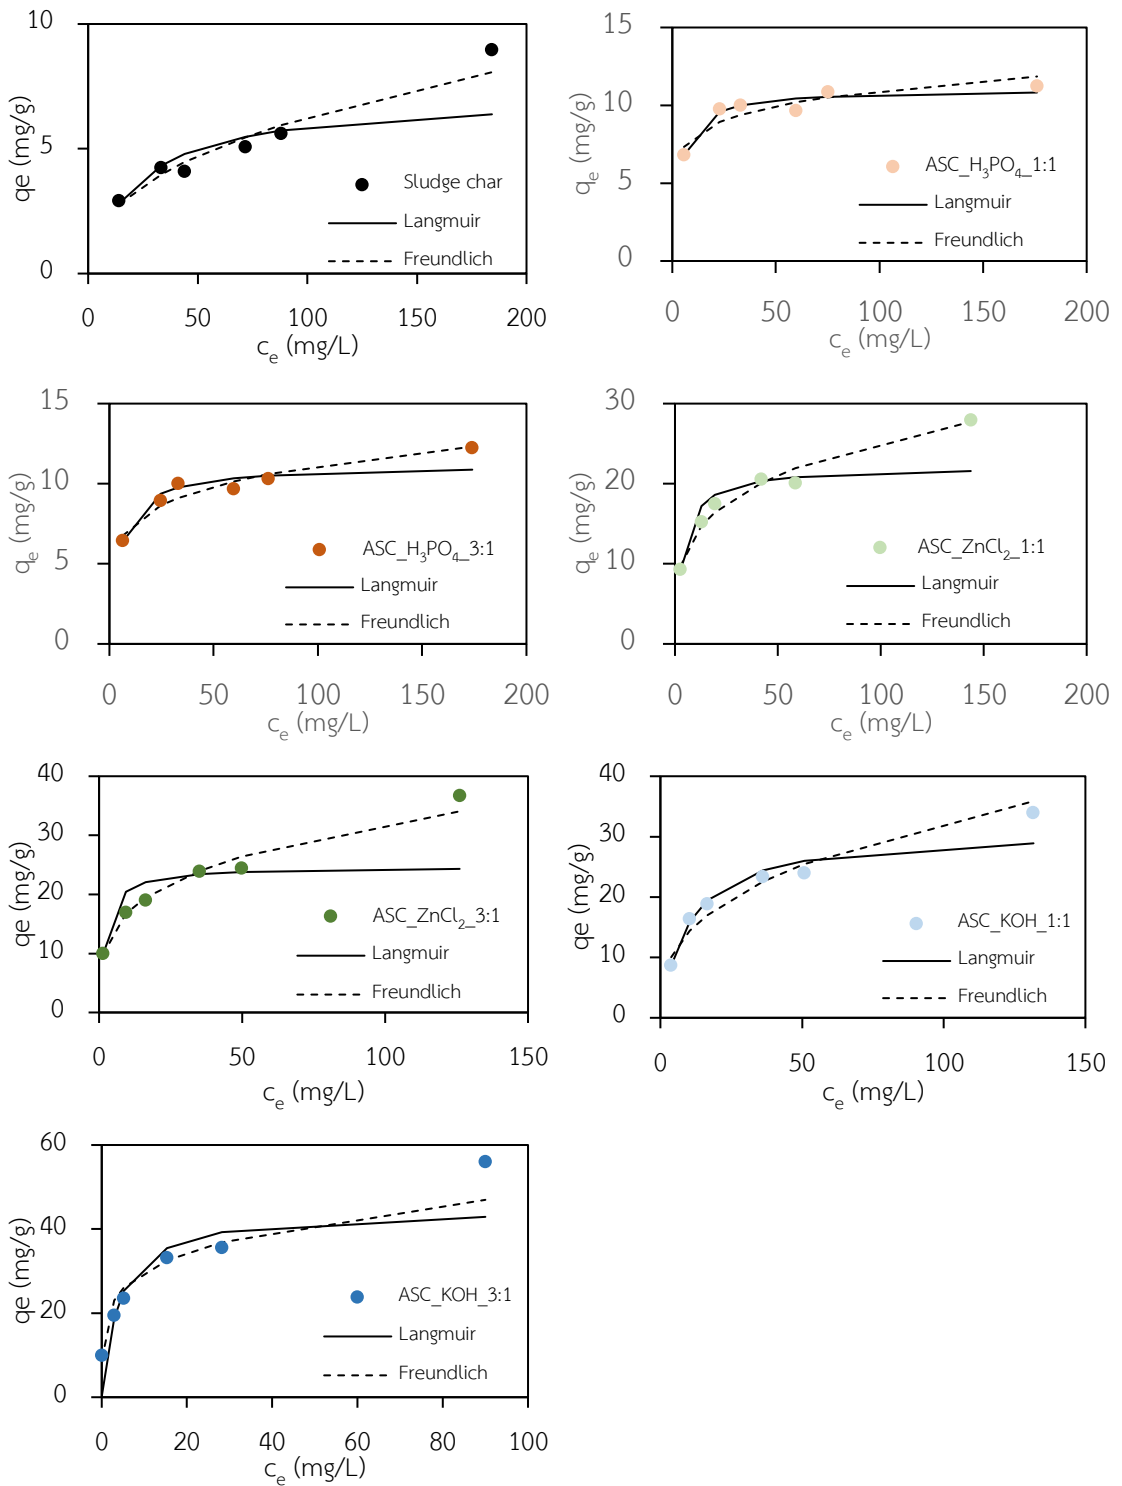 10
5
0
qe (mg/g)
Sludge char
Langmuir
Freundlich
0 50 100 150 200
cₑ (mg/L)
15
10
5
0
qₑ (mg/g)
ASC_H₃PO₄_1:1
Langmuir
Freundlich
0 50 100 150 200
cₑ (mg/L)
15
10
5
0
qₑ (mg/g)
ASC_H₃PO₄_3:1
Langmuir
Freundlich
0 50 100 150 200
cₑ (mg/L)
30
20
10
0
qₑ (mg/g)
ASC_ZnCl₂_1:1
Langmuir
Freundlich
0 50 100 150 200
cₑ (mg/L)
40
30
20
10
0
qe (mg/g)
ASC_ZnCl₂_3:1
Langmuir
Freundlich
0 50 100 150
cₑ (mg/L)
40
30
20
10
0
qe (mg/g)
ASC_KOH_1:1
Langmuir
Freundlich
0 50 100 150
cₑ (mg/L)
60
40
20
0
qe (mg/g)
ASC_KOH_3:1
Langmuir
Freundlich
0 20 40 60 80 100
cₑ (mg/L)